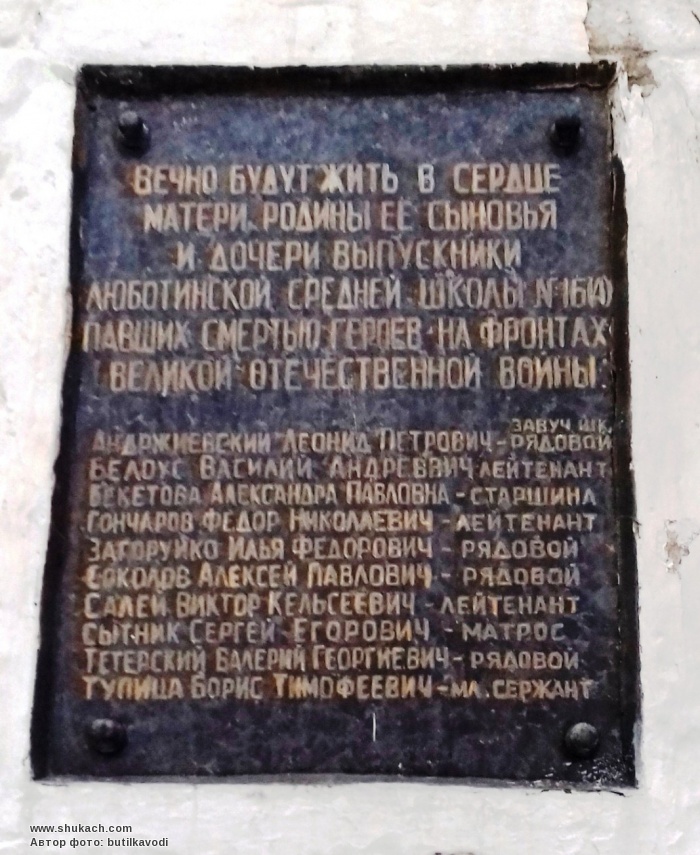 ВЕЧНО БУДУТ ЖИТЬ В СЕРДЦЕ
МАТЕРИ РОДИНЫ ЕЕ СЫНОВЬЯ
И ДОЧЕРИ ВЫПУСКНИКИ
ЛЮБОТИНСКОЙ СРЕДНЕЙ ШКОЛЫ
ПАВШИХ СМЕРТЬЮ ГЕРОЕВ НА ФРОНТАХ
ВЕЛИКОЙ ОТЕЧЕСТВЕННОЙ ВОЙНЫ:
ЗАВУЧ ШК.
АНДРЖИЕВСКИЙ ЛЕОНИД ПЕТРОВИЧ - РЯДОВОЙ
БЕЛОУС ВАСИЛИЙ АНДРЕЕВИЧ ЛЕЙТЕНАНТ
БЕКЕТОВА АЛЕКСАНДРА ПАВЛОВНА - СТАРШИНА
ГОНЧАРОВ ФЕДОР НИКОЛАЕВИЧ - ЛЕЙТЕНАНТ
ЗАГОРУЙКО ИЛЬЯ ФЕДОРОВИЧ - РЯДОВОЙ
СОКОЛОВ АЛЕКСЕЙ ПАВЛОВИЧ - РЯДОВОЙ
САЛЕЙ ВИКТОР КЕЛЬСЕЕВИЧ - ЛЕЙТЕНАНТ
СЫТНИК СЕРГЕЙ ЕГОРОВИЧ - МАТРОС
ТЕТЕРСКИЙ ВАЛЕРИЙ ГЕОРГИЕВИЧ - РЯДОВОЙ
ТУПИЦА БОРИС ТИМОФЕЕВИЧ - МЛ. СЕРЖАНТ
www.shukach.com
Автор фото: butilkavodi